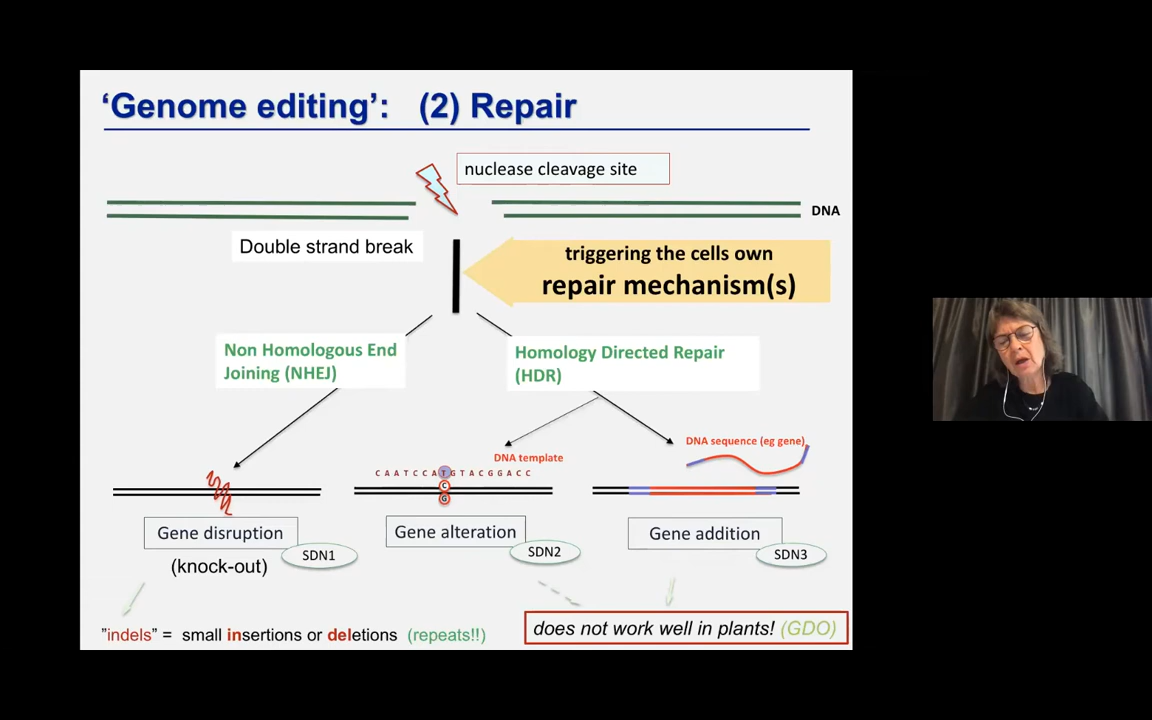 ‘Genome editing’: (2) Repair
nuclease cleavage site
DNA
Double strand break
triggering the cells own
repair mechanism(s)
Non Homologous End
Joining (NHEJ)
Homology Directed Repair
(HDR)
DNA sequence (eg gene)
DNA template
C A A T C C A T G T A C G G A C C
C
G
Gene disruption
Gene alteration
Gene addition
SDN1
SDN2
SDN3
(knock-out)
"indels" = small insertions or deletions (repeats!!)
does not work well in plants! (GDO)